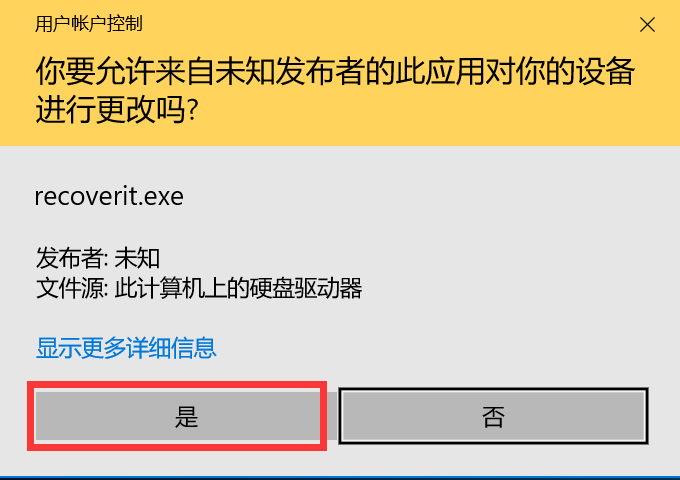 用户帐户控制
你要允许来自未知发布者的此应用对你的设备
进行更改吗?
recoverit.exe
发布者: 未知
文件源: 此计算机上的硬盘驱动器
显示更多详细信息
是
否